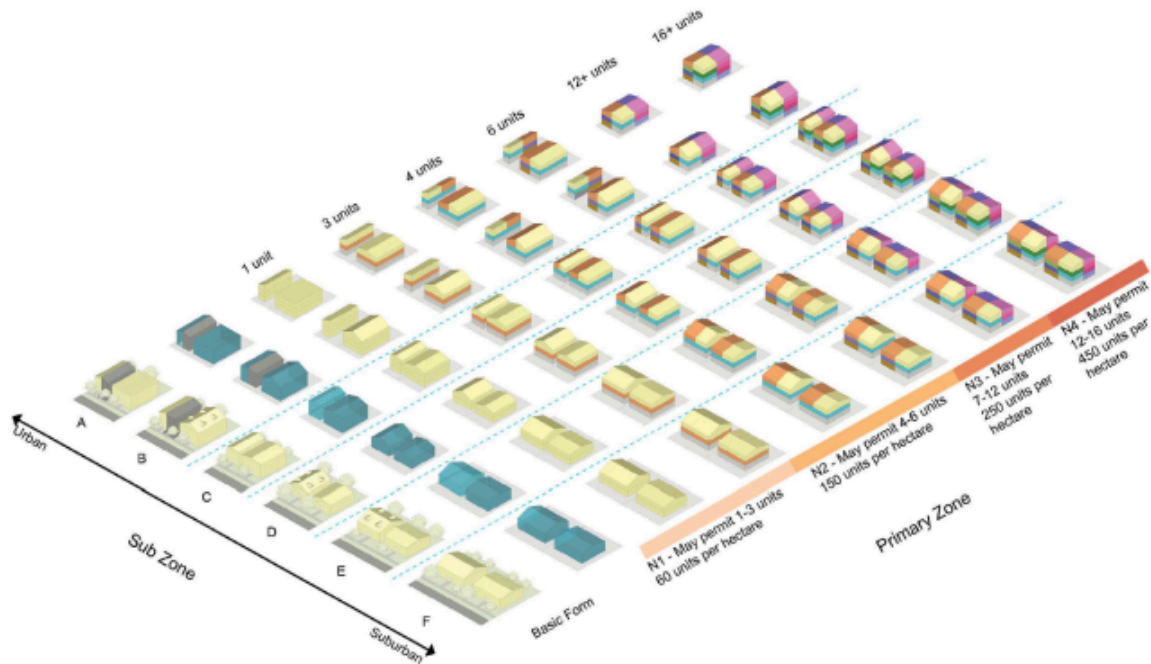 16+ units
12+ units
6 units
4 units
3 units
1 unit
A
B
C
D
E
F
Urban
Sub Zone
Suburban
Basic Form
N1 - May permit 1-3 units
60 units per hectare
N2 - May permit 4-6 units
150 units per hectare
N3 - May permit
7-12 units
250 units per
hectare
N4 - May permit
12-16 units
450 units per
hectare
Primary Zone